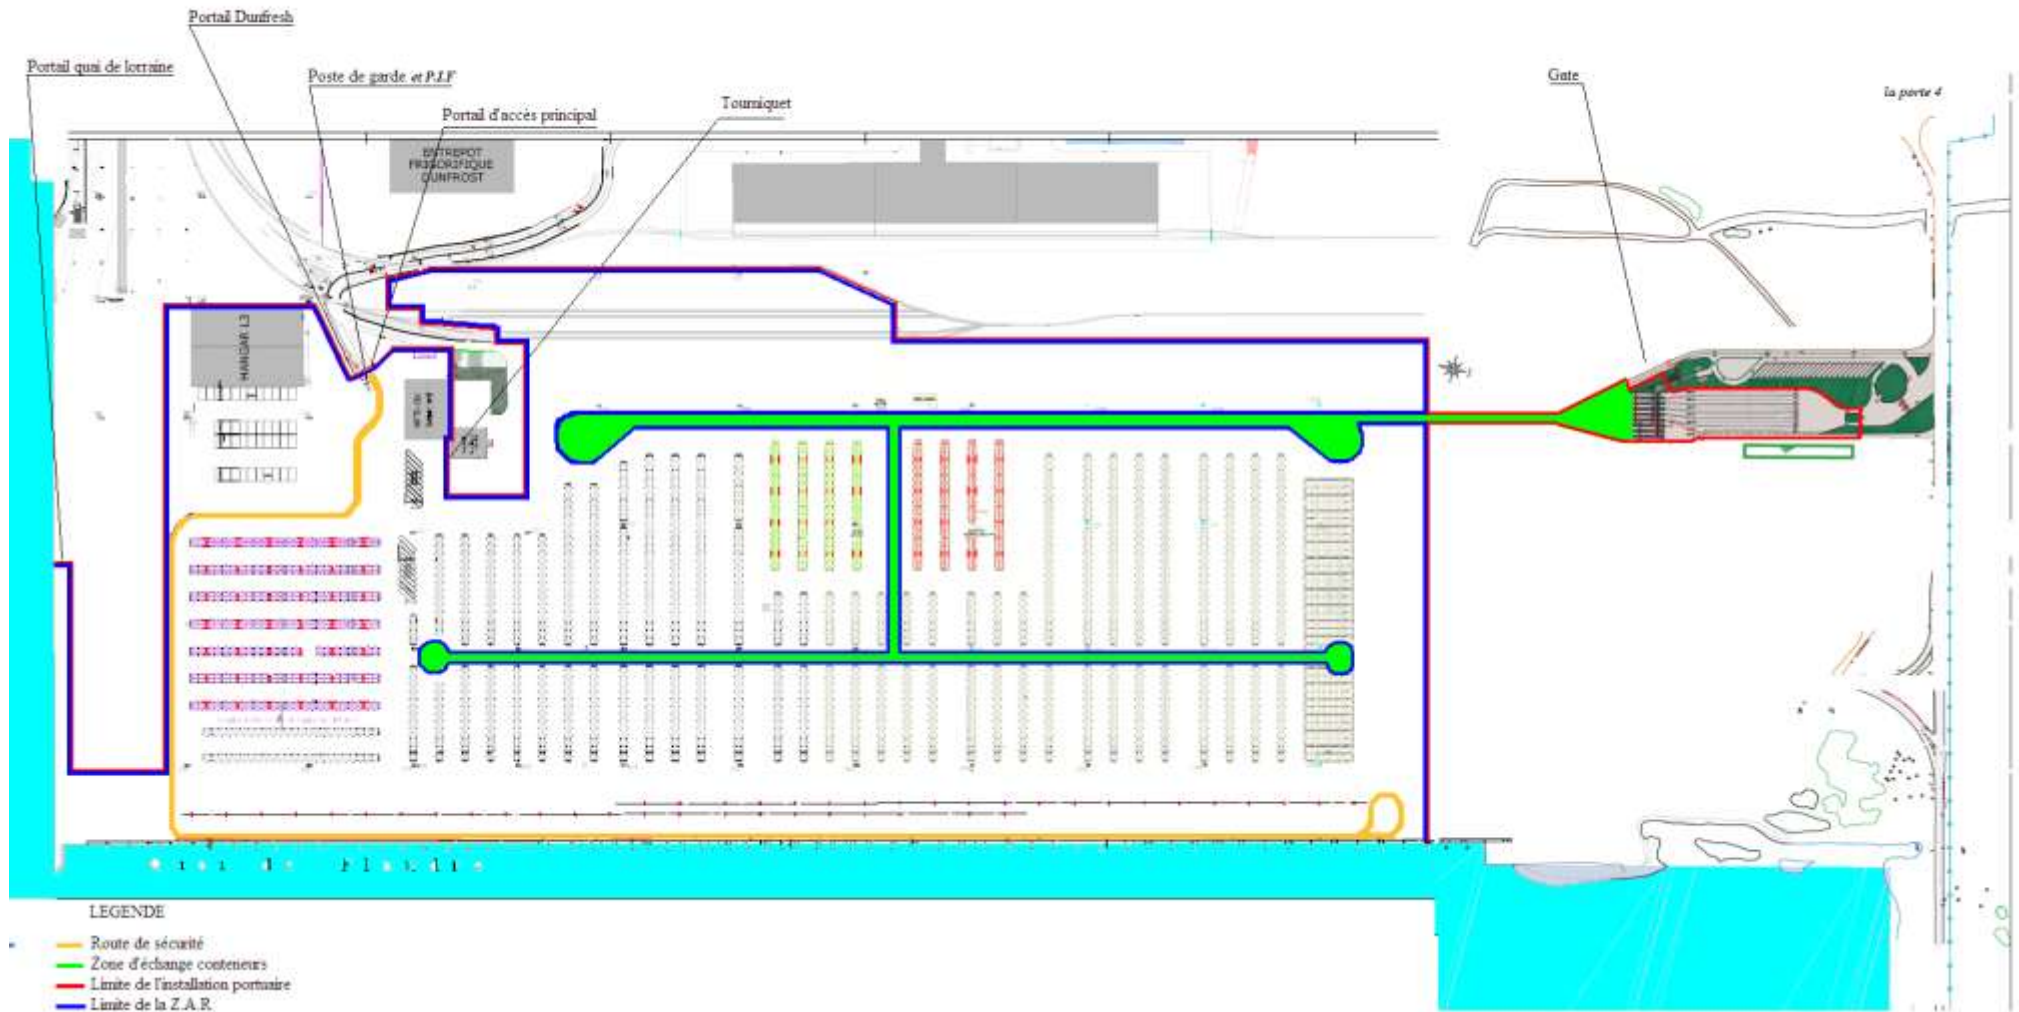 Portail Dunfresh
Portail quai de lorraine
Poste de garde et P.I.F
Portail d'accès principal
Tourniquet
Gate
la porte 4
ENTREPOT
FRIGORIFIQUE
DUNFROST
HANGAR L3
LEGENDE
Route de sécurité
Zone d'échange conteneurs
Limite de l'installation portuaire
Limite de la Z.A.R